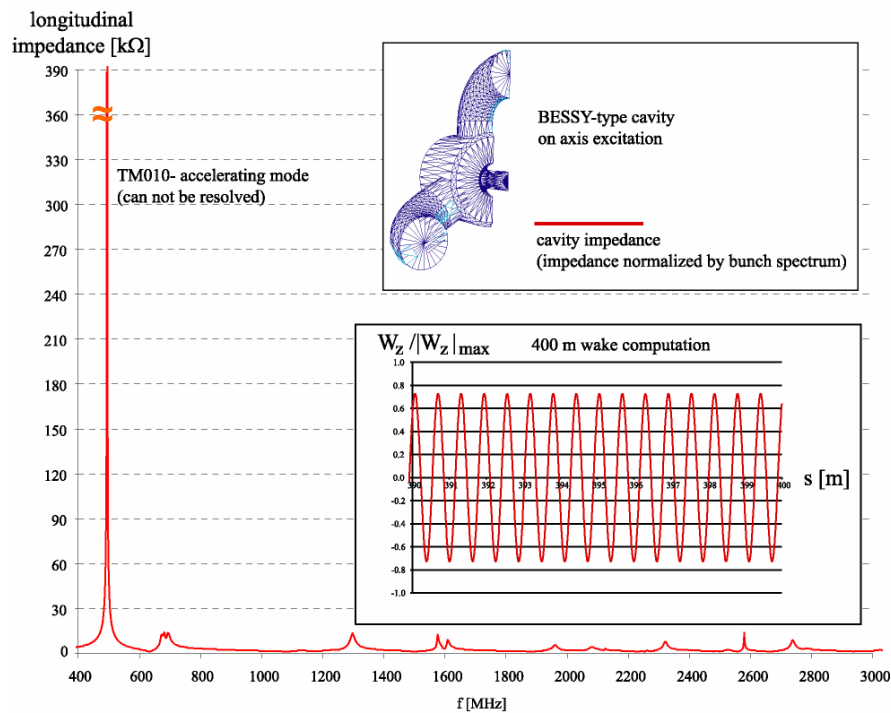 longitudinal
impedance [kΩ]
390
360
330
300
270
240
210
180
150
120
90
60
30
0
≈
TM010- accelerating mode
(can not be resolved)
BESSY-type cavity
on axis excitation
cavity impedance
(impedance normalized by bunch spectrum)
W_z /|W_z|_max 400 m wake computation
1.0
0.8
0.6
0.4
0.2
0.0
-0.2
-0.4
-0.6
-0.8
-1.0
390 391 392 393 394 395 396 397 398 399 400
s [m]
400 600 800 1000 1200 1400 1600 1800 2000 2200 2400 2600 2800 3000
f [MHz]